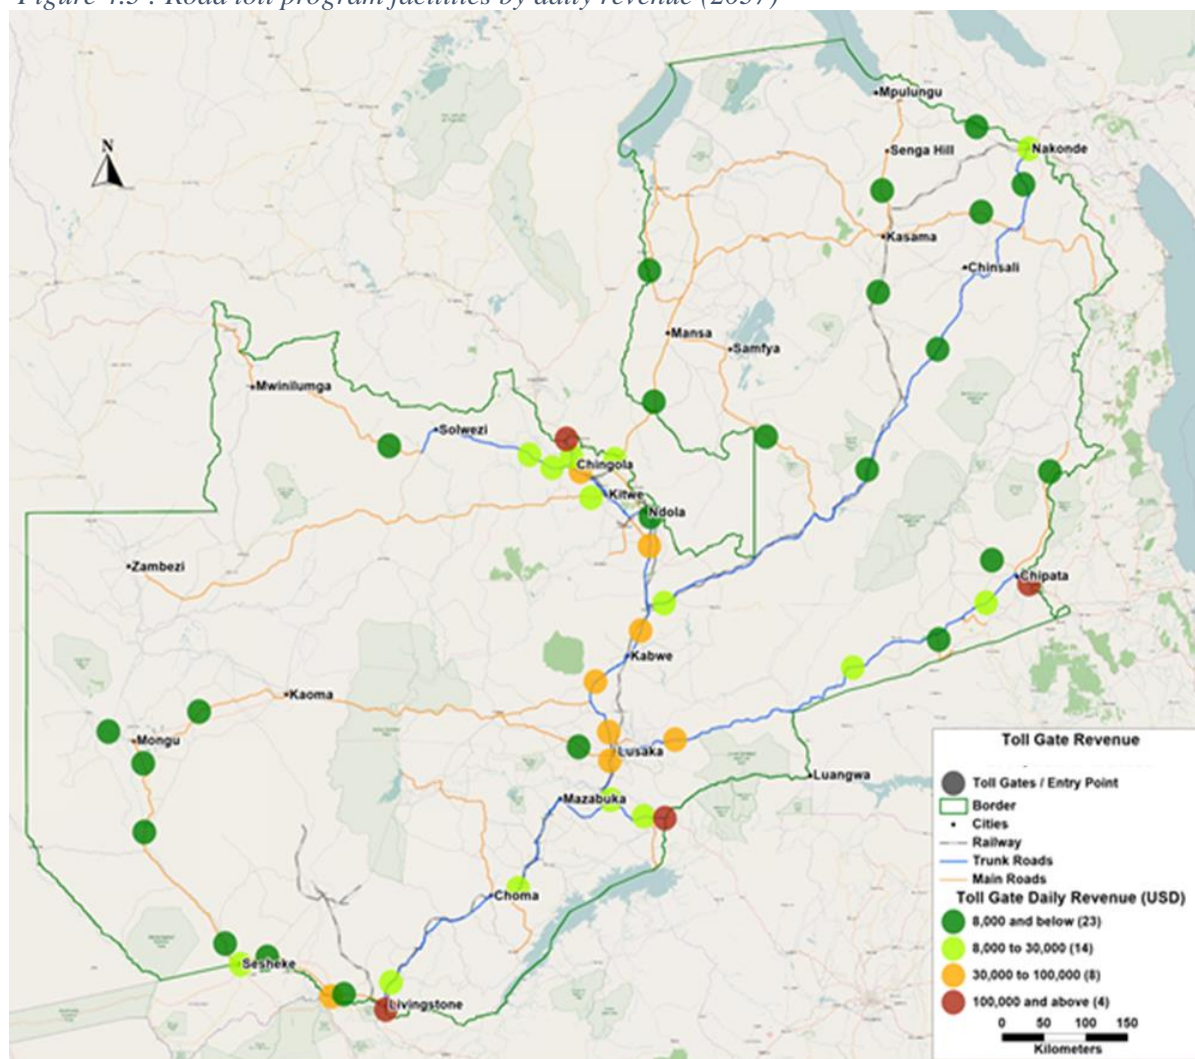 Figure 4.3 : Road toll program facilities by daily revenue (2037)
Mpulungu
N
Senga Hill
Nakonde
Kasama
Chinsali
Mansa
Samfya
Mwinilumga
Solwezi
Chingola
Kitwe
Ndola
Zambezi
Chipata
Kabwe
Kaoma
Mongu
Lusaka
Luangwa
Mazabuka
Choma
Sesheke
Livingstone
Toll Gate Revenue
Toll Gates / Entry Point
Border
Cities
Railway
Trunk Roads
Main Roads
Toll Gate Daily Revenue (USD)
8,000 and below (23)
8,000 to 30,000 (14)
30,000 to 100,000 (8)
100,000 and above (4)
0 50 100 150
Kilometers